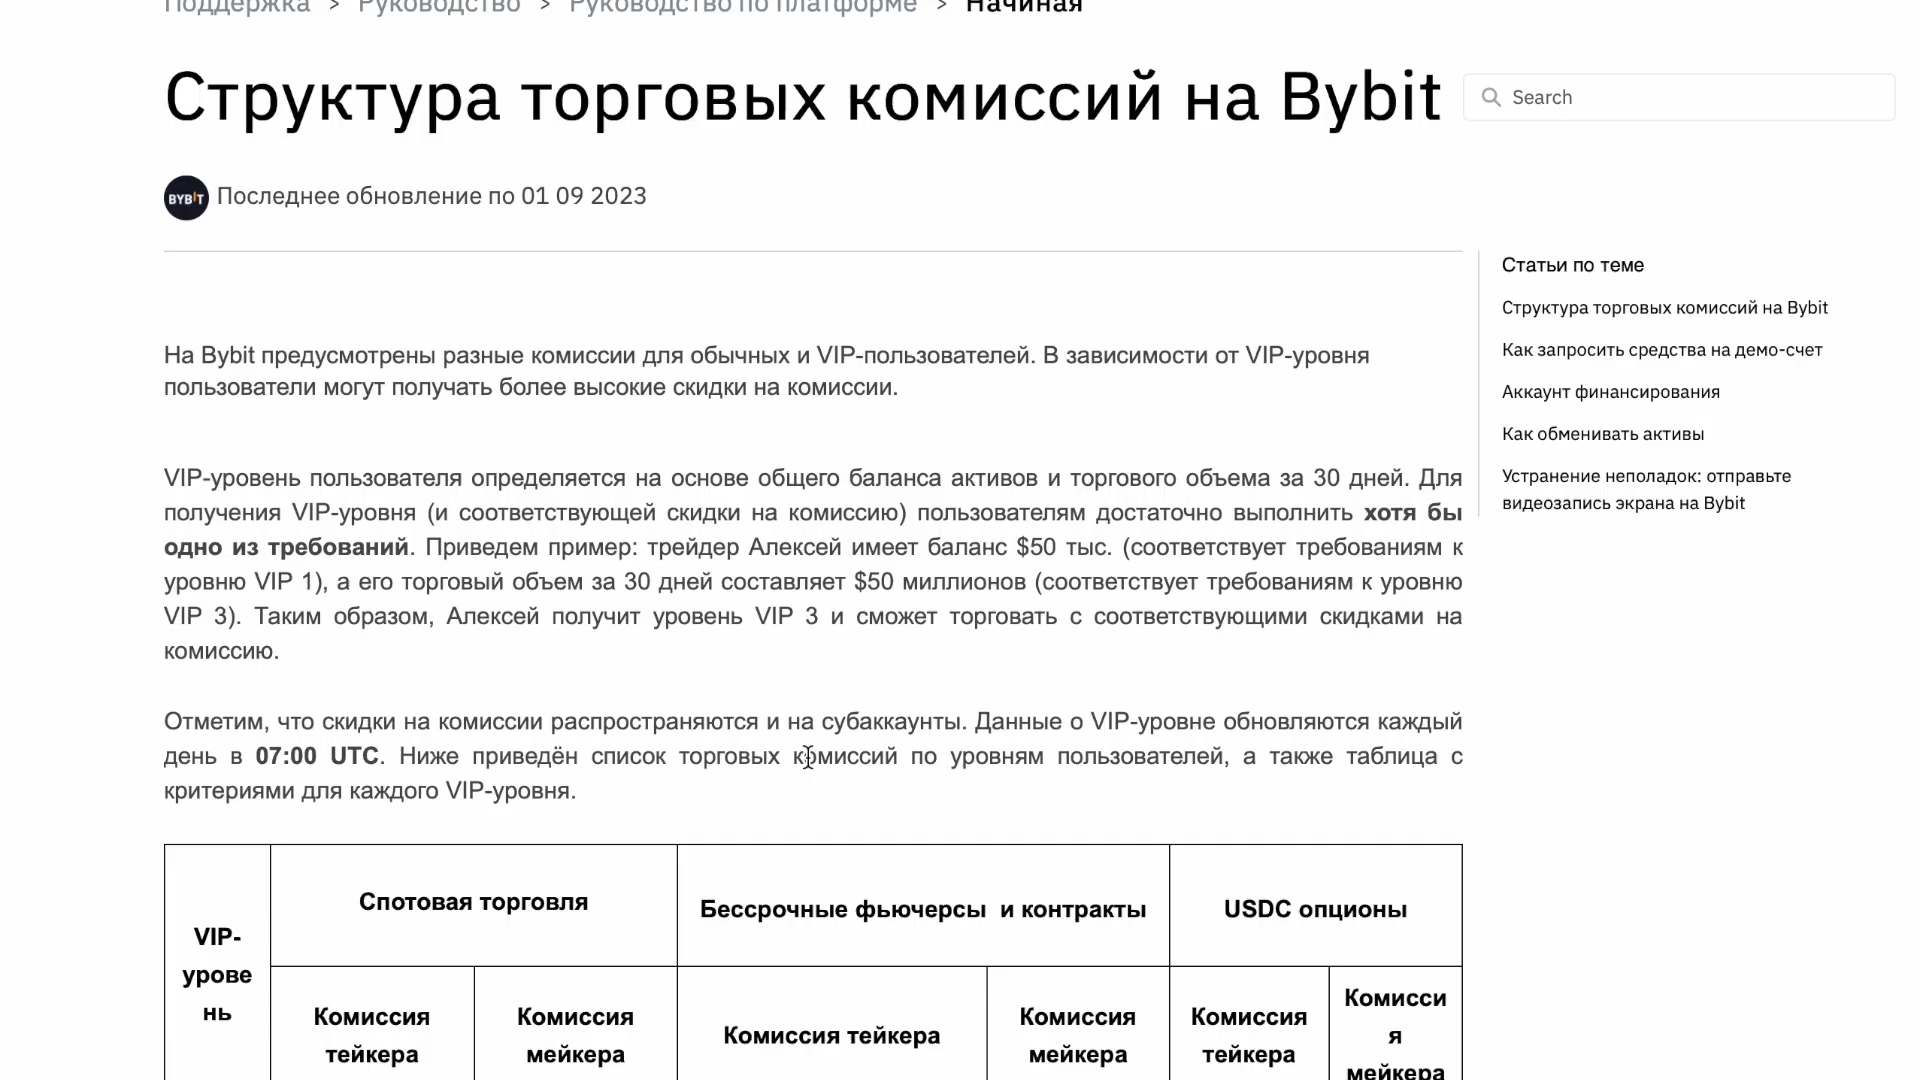 Поддержка > Руководство > Руководство по платформе > Начиная
Структура торговых комиссий на Bybit
Search
BYBIT Последнее обновление по 01 09 2023
На Bybit предусмотрены разные комиссии для обычных и VIP-пользователей. В зависимости от VIP-уровня
пользователи могут получать более высокие скидки на комиссии.
VIP-уровень пользователя определяется на основе общего баланса активов и торгового объема за 30 дней. Для
получения VIP-уровня (и соответствующей скидки на комиссию) пользователям достаточно выполнить хотя бы
одно из требований. Приведем пример: трейдер Алексей имеет баланс $50 тыс. (соответствует требованиям к
уровню VIP 1), а его торговый объем за 30 дней составляет $50 миллионов (соответствует требованиям к уровню
VIP 3). Таким образом, Алексей получит уровень VIP 3 и сможет торговать с соответствующими скидками на
комиссию.
Отметим, что скидки на комиссии распространяются и на субаккаунты. Данные о VIP-уровне обновляются каждый
день в 07:00 UTC. Ниже приведён список торговых комиссий по уровням пользователей, а также таблица с
критериями для каждого VIP-уровня.
Статьи по теме
Структура торговых комиссий на Bybit
Как запросить средства на демо-счет
Аккаунт финансирования
Как обменивать активы
Устранение неполадок: отправьте
видеозапись экрана на Bybit
VIP-
урове
нь
Спотовая торговля
Бессрочные фьючерсы и контракты
USDC опционы
Комиссия
тейкера
Комиссия
мейкера
Комиссия тейкера
Комиссия
мейкера
Комиссия
тейкера
Комисси
я
мейкера